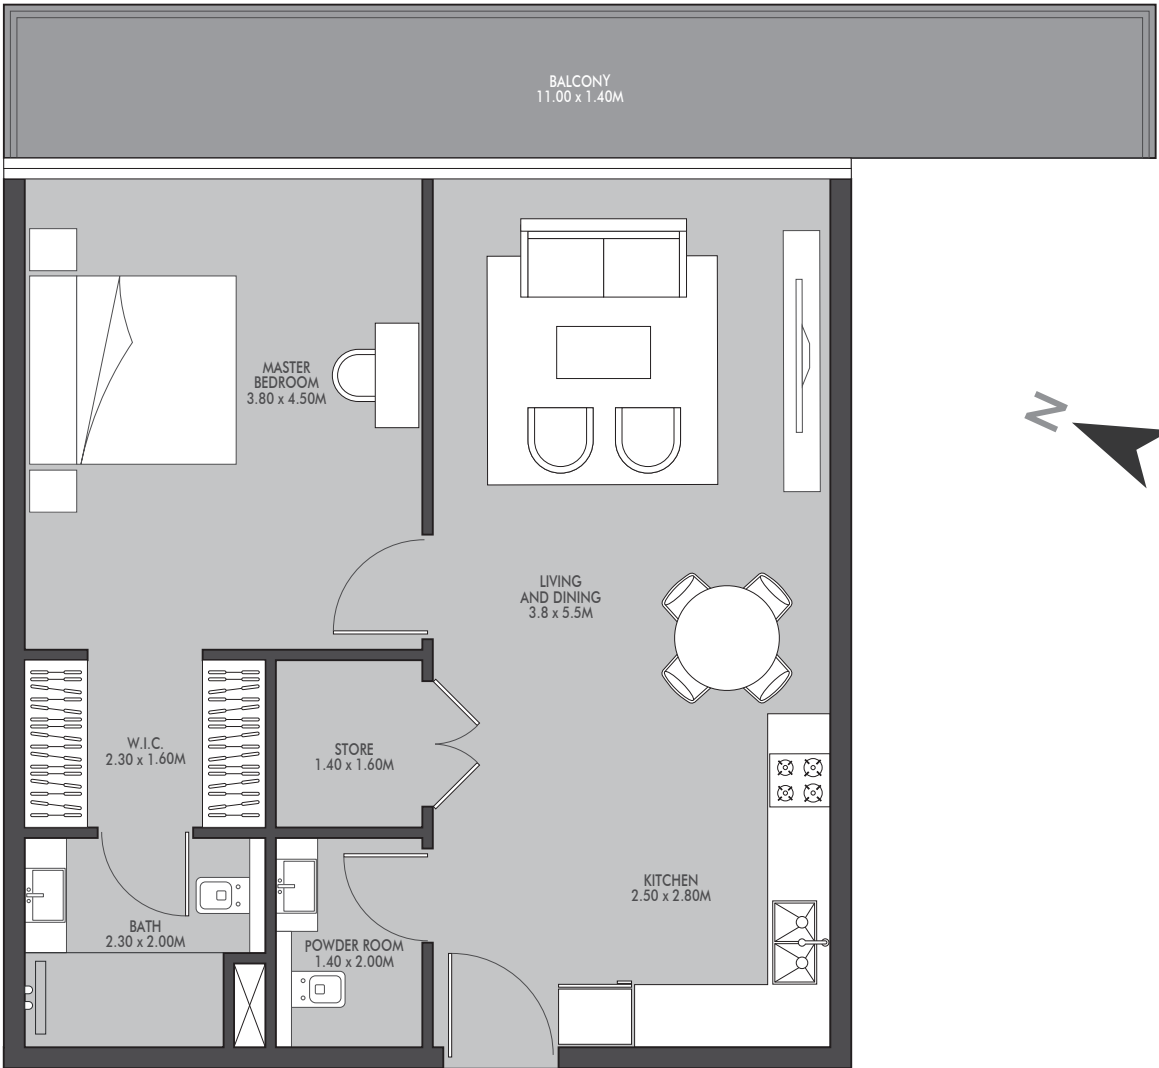 BALCONY
11.00 x 1.40M
MASTER
BEDROOM
3.80 x 4.50M
N
LIVING
AND DINING
3.8 x 5.5M
W.I.C.
2.30 x 1.60M
STORE
1.40 x 1.60M
KITCHEN
2.50 x 2.80M
BATH
2.30 x 2.00M
POWDER ROOM
1.40 x 2.00M